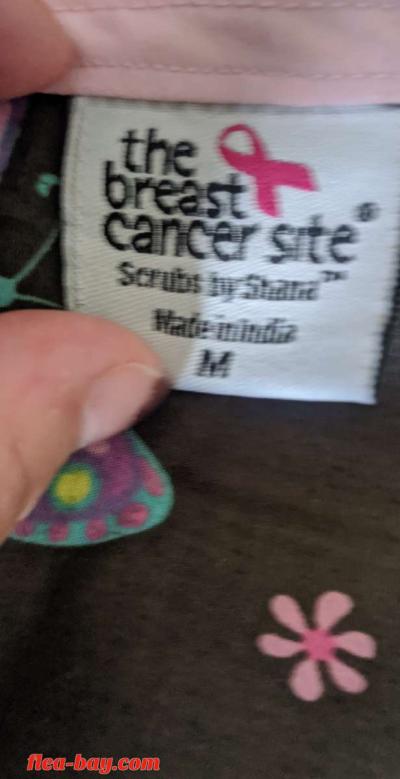 the
breast
cancer site®
Scrubs by Shana™
Made in India
M
flea-bay.com